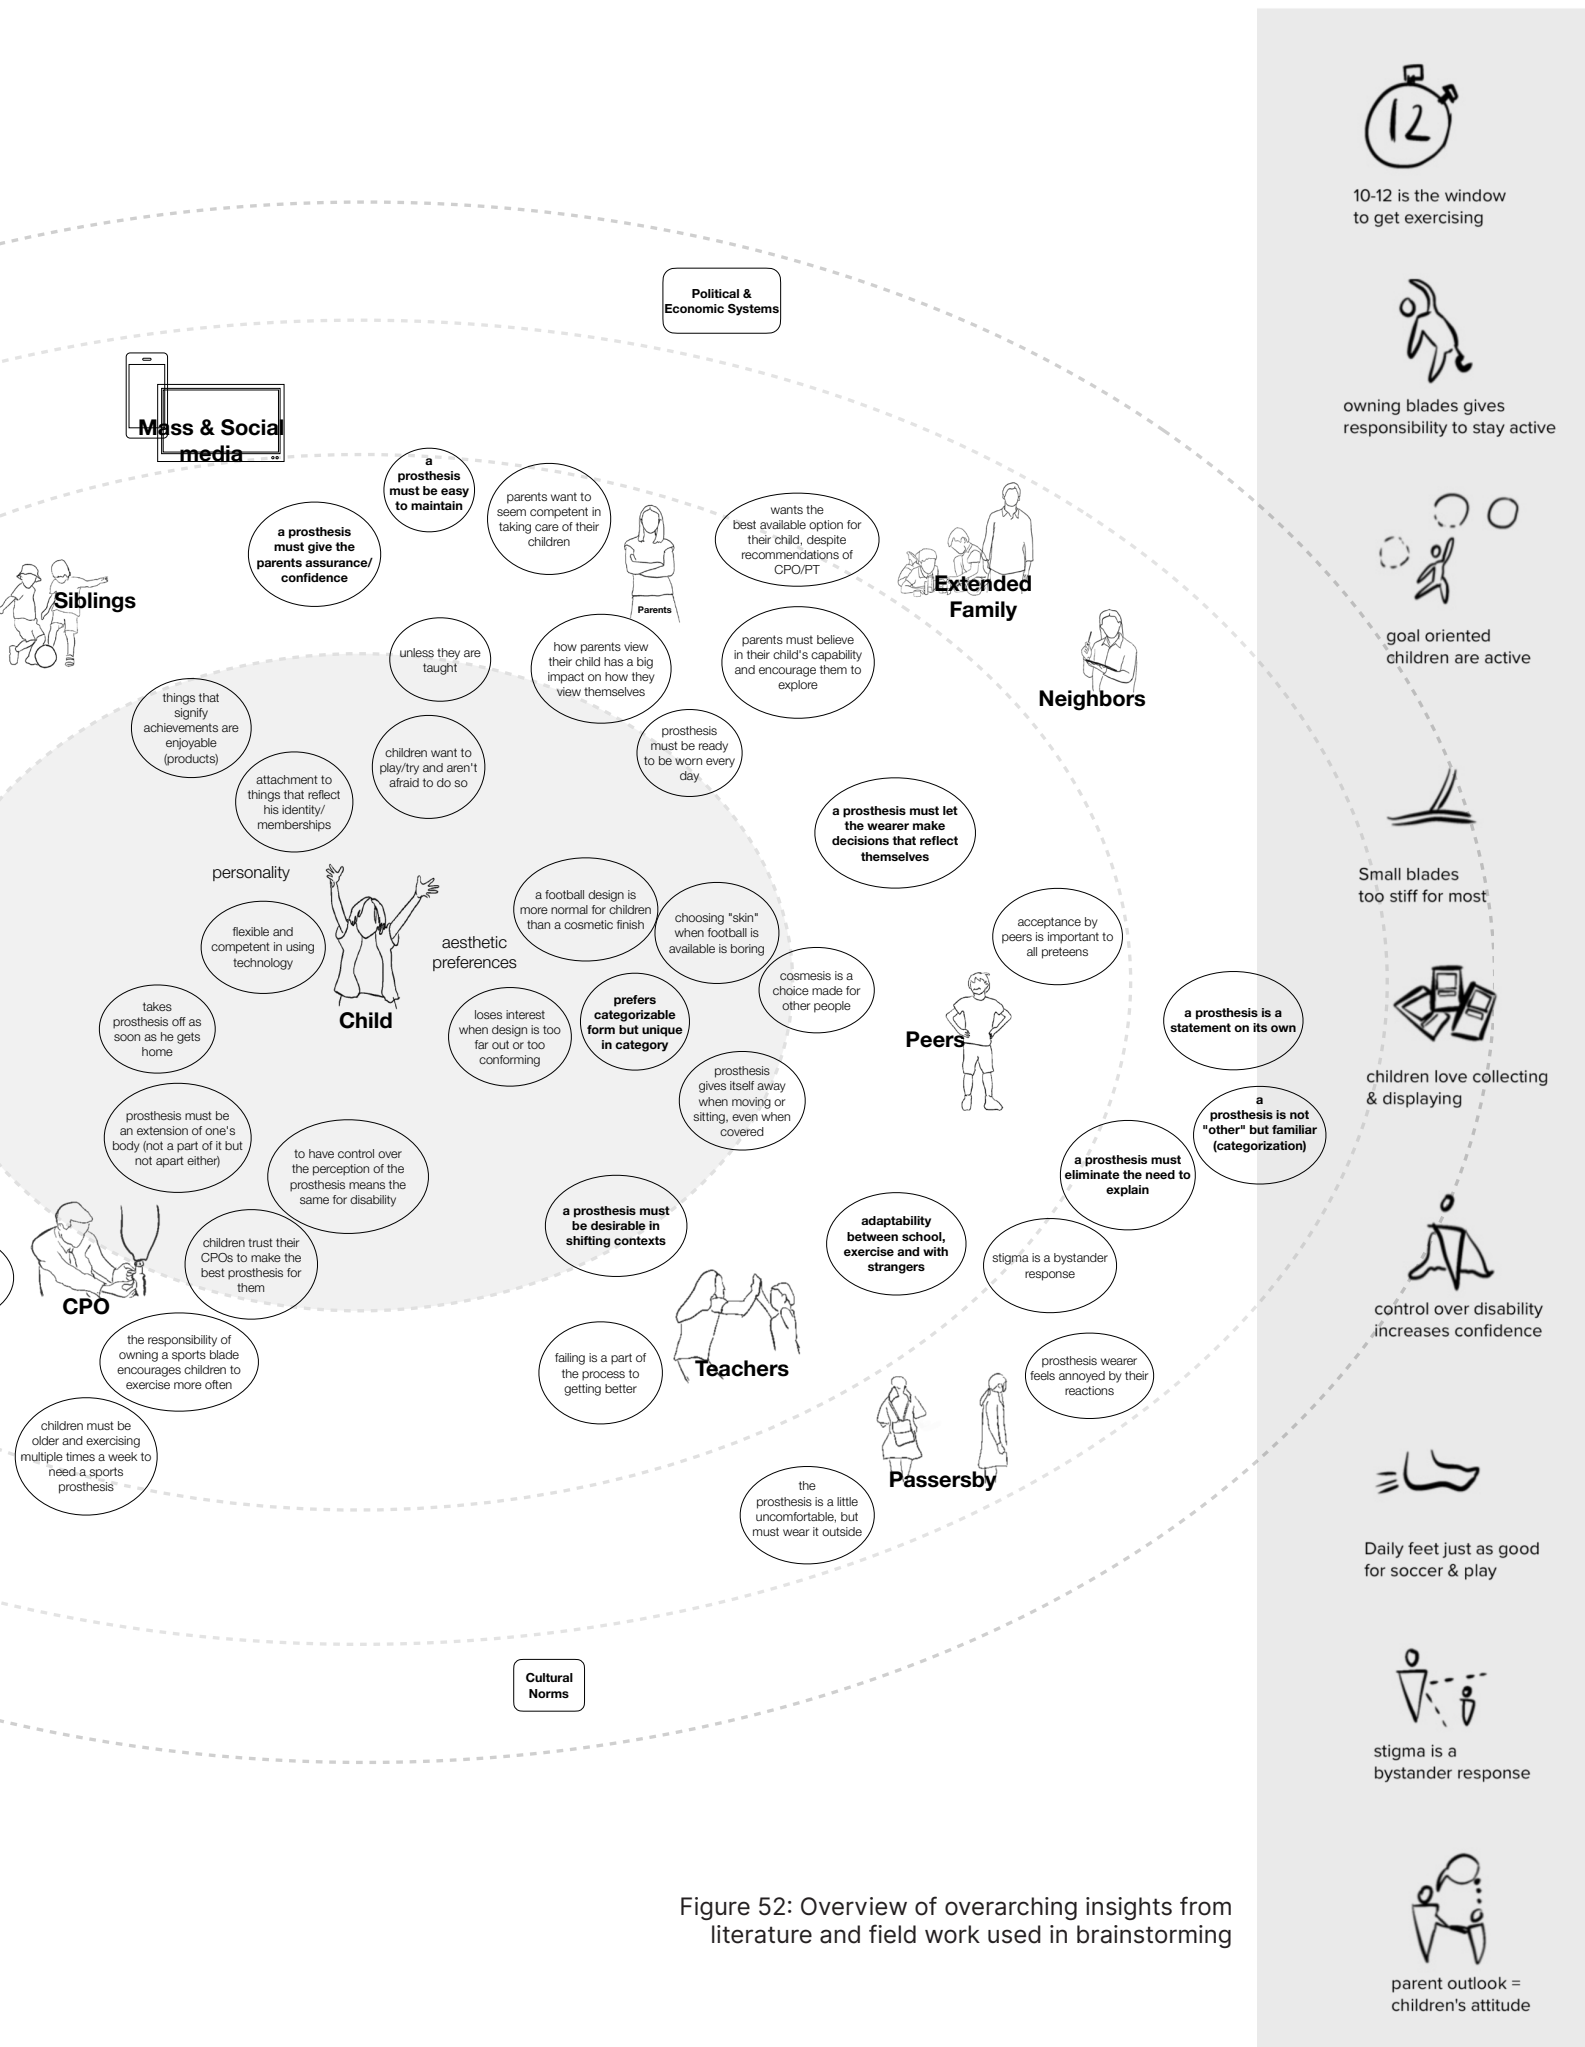 Political &
Economic Systems
Mass & Social
media
a
prosthesis
must be easy
to maintain
parents want to
seem competent in
taking care of their
children
a prosthesis
must give the
parents assurance/
confidence
wants the
best available option for
their child, despite
recommendations of
CPO/PT
Siblings
Parents
Extended
Family
unless they are
taught
how parents view
their child has a big
impact on how they
view themselves
parents must believe
in their child's capability
and encourage them to
explore
Neighbors
things that
signify
achievements are
enjoyable
(products)
attachment to
things that reflect
his identity/
memberships
children want to
play/try and aren't
afraid to do so
prosthesis
must be ready
to be worn every
day
a prosthesis must let
the wearer make
decisions that reflect
themselves
personality
flexible and
competent in using
technology
Child
aesthetic
preferences
a football design is
more normal for children
than a cosmetic finish
choosing "skin"
when football is
available is boring
cosmesis is a
choice made for
other people
acceptance by
peers is important to
all preteens
takes
prosthesis off as
soon as he gets
home
loses interest
when design is too
far out or too
conforming
prefers
categorizable
form but unique
in category
Peers
a prosthesis is a
statement on its own
prosthesis
gives itself away
when moving or
sitting, even when
covered
a
prosthesis is not
"other" but familiar
(categorization)
prosthesis must be
an extension of one's
body (not a part of it but
not apart either)
to have control over
the perception of the
prosthesis means the
same for disability
a prosthesis must
eliminate the need to
explain
a prosthesis must
be desirable in
shifting contexts
adaptability
between school,
exercise and with
strangers
stigma is a bystander
response
CPO
children trust their
CPOs to make the
best prosthesis for
them
the responsibility of
owning a sports blade
encourages children to
exercise more often
failing is a part of
the process to
getting better
Teachers
prosthesis wearer
feels annoyed by their
reactions
children must be
older and exercising
multiple times a week to
need a sports
prosthesis
Passersby
the
prosthesis is a little
uncomfortable, but
must wear it outside
Cultural
Norms
Figure 52: Overview of overarching insights from
literature and field work used in brainstorming
12
10-12 is the window
to get exercising
owning blades gives
responsibility to stay active
goal oriented
children are active
Small blades
too stiff for most
children love collecting
& displaying
control over disability
increases confidence
Daily feet just as good
for soccer & play
stigma is a
bystander response
parent outlook =
children's attitude